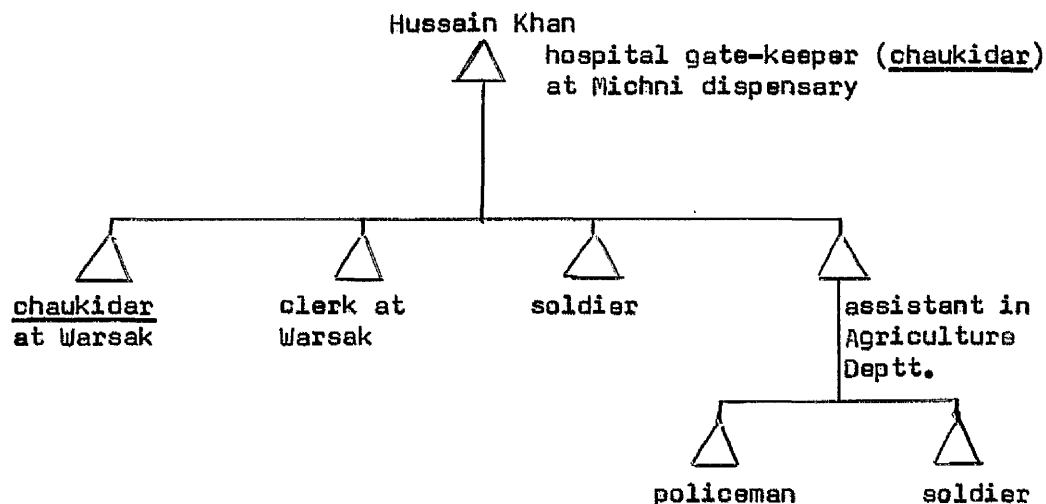 Hussain Khan
hospital gate-keeper (chaukidar)
at Michni dispensary
chaukidar
at Warsak
clerk at
Warsak
soldier
assistant in
Agriculture
Deptt.
policeman
soldier